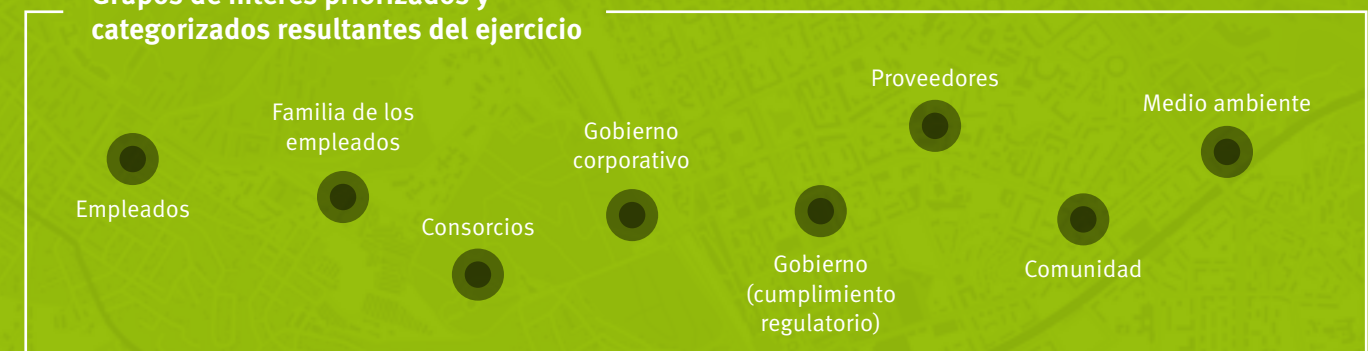 Grupos de interés priorizados y
categorizados resultantes del ejercicio
Empleados
Familia de los
empleados
Consorcios
Gobierno
corporativo
Gobierno
(cumplimiento
regulatorio)
Proveedores
Comunidad
Medio ambiente